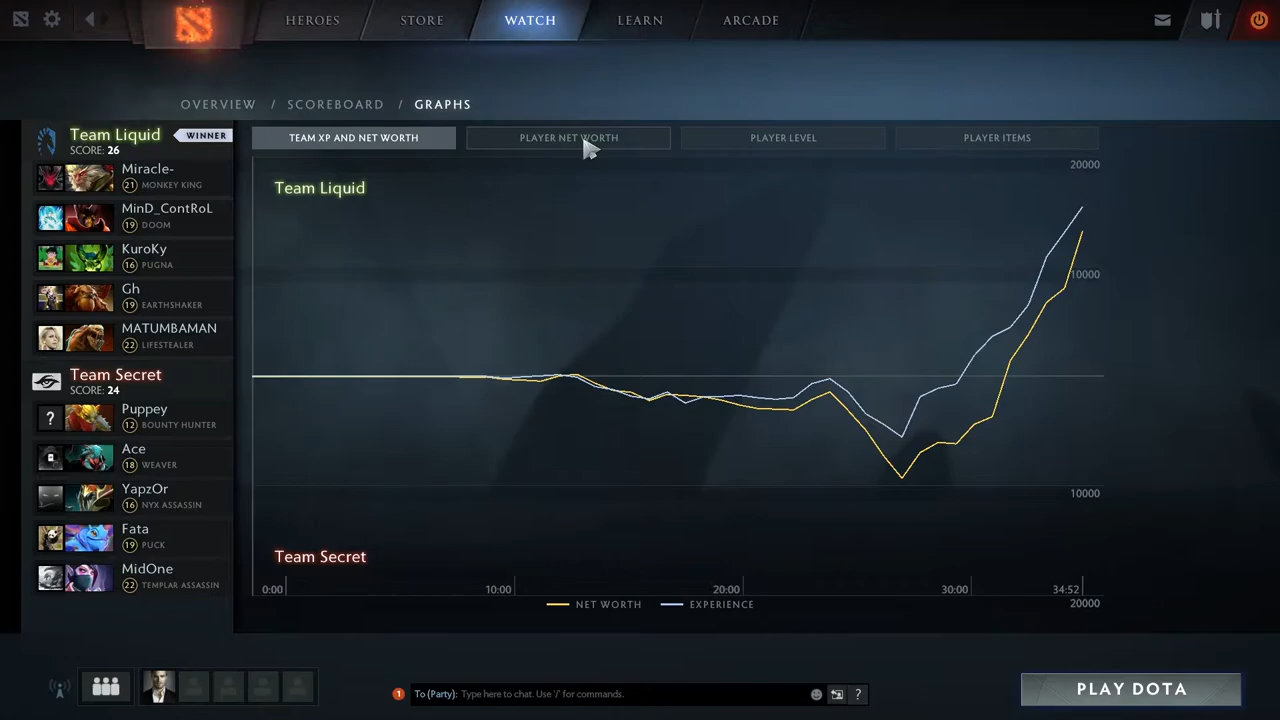 HEROES
STORE
WATCH
LEARN
ARCADE
OVERVIEW / SCOREBOARD / GRAPHS
Team Liquid
WINNER
SCORE: 26
Miracle-
21 MONKEY KING
MinD_ContRoL
19 DOOM
KuroKy
16 PUGNA
Gh
19 EARTHSHAKER
MATUMBAMAN
22 LIFESTEALER
Team Secret
SCORE: 24
?
Puppey
12 BOUNTY HUNTER
Ace
18 WEAVER
YapzOr
16 NYX ASSASSIN
Fata
19 PUCK
MidOne
22 TEMPLAR ASSASSIN
TEAM XP AND NET WORTH
PLAYER NET WORTH
PLAYER LEVEL
PLAYER ITEMS
20000
Team Liquid
10000
10000
Team Secret
0:00
10:00
20:00
30:00
34:52
20000
NET WORTH
EXPERIENCE
1
To (Party): Type here to chat. Use '/' for commands.
?
PLAY DOTA